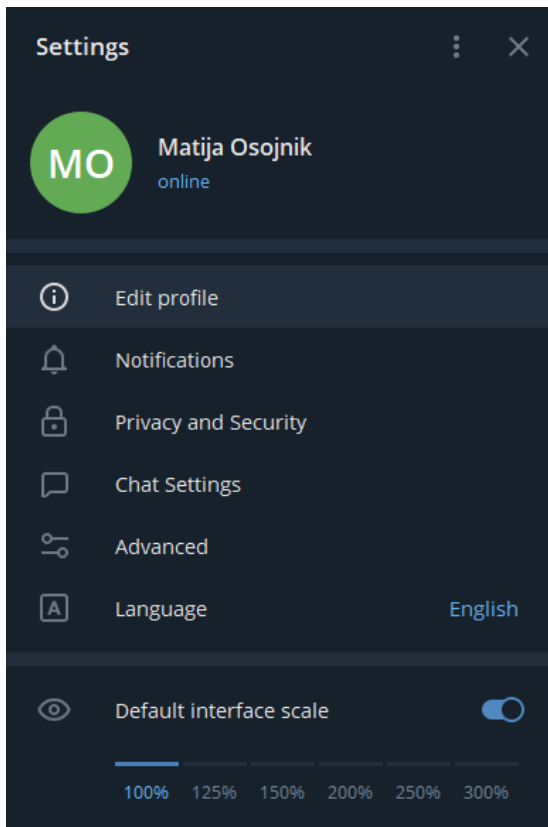 Settings
MO
Matija Osojnik
online
Edit profile
Notifications
Privacy and Security
Chat Settings
Advanced
A
Language English
Default interface scale
100% 125% 150% 200% 250% 300%